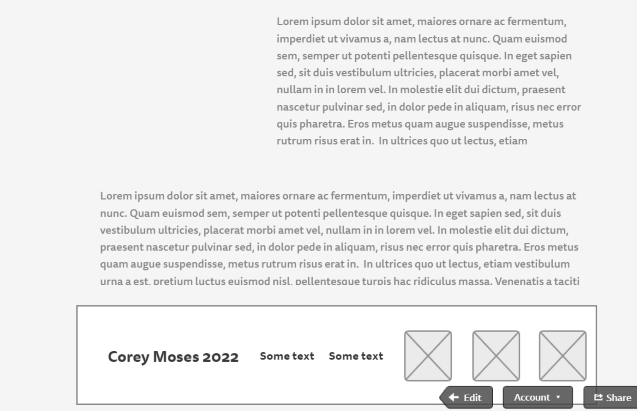 Lorem ipsum dolor sit amet, maiores ornare ac fermentum,
imperdiet ut vivamus a, nam lectus at nunc. Quam euismod
sem, semper ut potenti pellentesque quisque. In eget sapien
sed, sit duis vestibulum ultricies, placerat morbi amet vel,
nullam in in lorem vel. In molestie elit dui dictum, praesent
nascetur pulvinar sed, in dolor pede in aliquam, risus nec error
quis pharetra. Eros metus quam augue suspendisse, metus
rutrum risus erat in.  In ultrices quo ut lectus, etiam
Lorem ipsum dolor sit amet, maiores ornare ac fermentum, imperdiet ut vivamus a, nam lectus at
nunc. Quam euismod sem, semper ut potenti pellentesque quisque. In eget sapien sed, sit duis
vestibulum ultricies, placerat morbi amet vel, nullam in in lorem vel. In molestie elit dui dictum,
praesent nascetur pulvinar sed, in dolor pede in aliquam, risus nec error quis pharetra. Eros metus
quam augue suspendisse, metus rutrum risus erat in.  In ultrices quo ut lectus, etiam vestibulum
urna a est, pretium luctus euismod nisl, pellentesque turpis hac ridiculus massa. Venenatis a taciti
Corey Moses 2022 Some text Some text
Edit Account Share